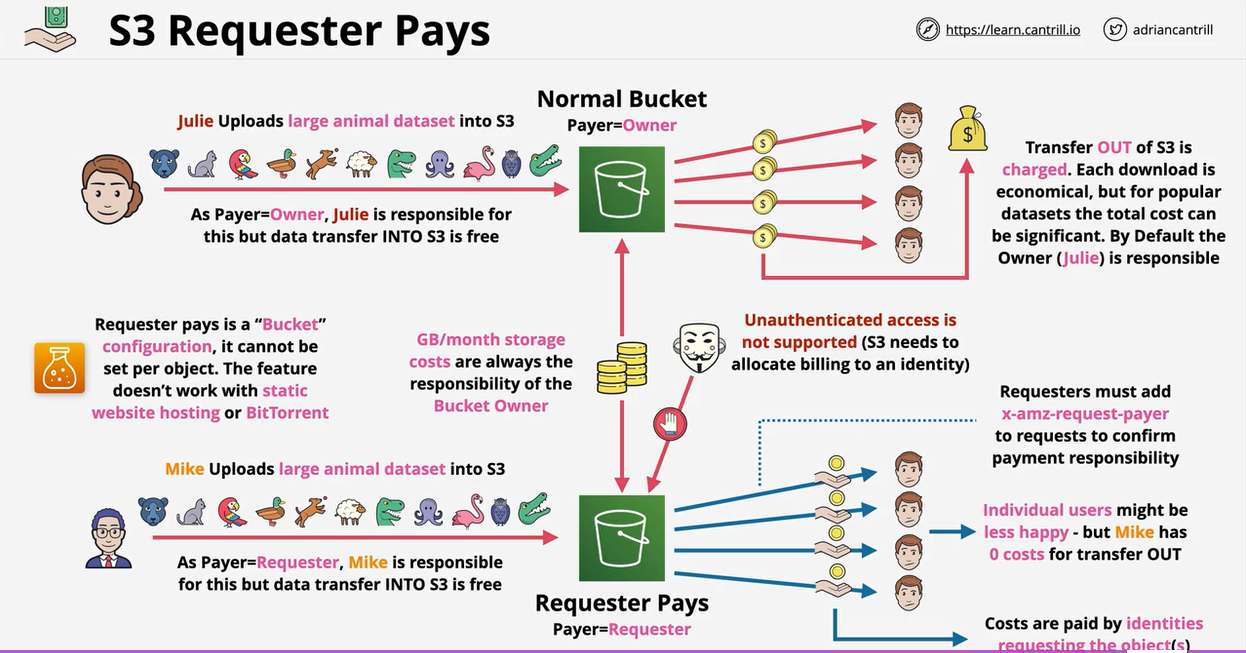 S3 Requester Pays
https://learn.cantrill.io
adriancantrill
Normal Bucket
Payer=Owner
Julie Uploads large animal dataset into S3
As Payer=Owner, Julie is responsible for
this but data transfer INTO S3 is free
$
$
$
$
$
Transfer OUT of S3 is
charged. Each download is
economical, but for popular
datasets the total cost can
be significant. By Default the
Owner (Julie) is responsible
Requester pays is a “Bucket”
configuration, it cannot be
set per object. The feature
doesn’t work with static
website hosting or BitTorrent
GB/month storage
costs are always the
responsibility of the
Bucket Owner
Unauthenticated access is
not supported (S3 needs to
allocate billing to an identity)
Requesters must add
x-amz-request-payer
to requests to confirm
payment responsibility
Mike Uploads large animal dataset into S3
As Payer=Requester, Mike is responsible
for this but data transfer INTO S3 is free
Individual users might be
less happy - but Mike has
0 costs for transfer OUT
Requester Pays
Payer=Requester
Costs are paid by identities
requesting the object(s)